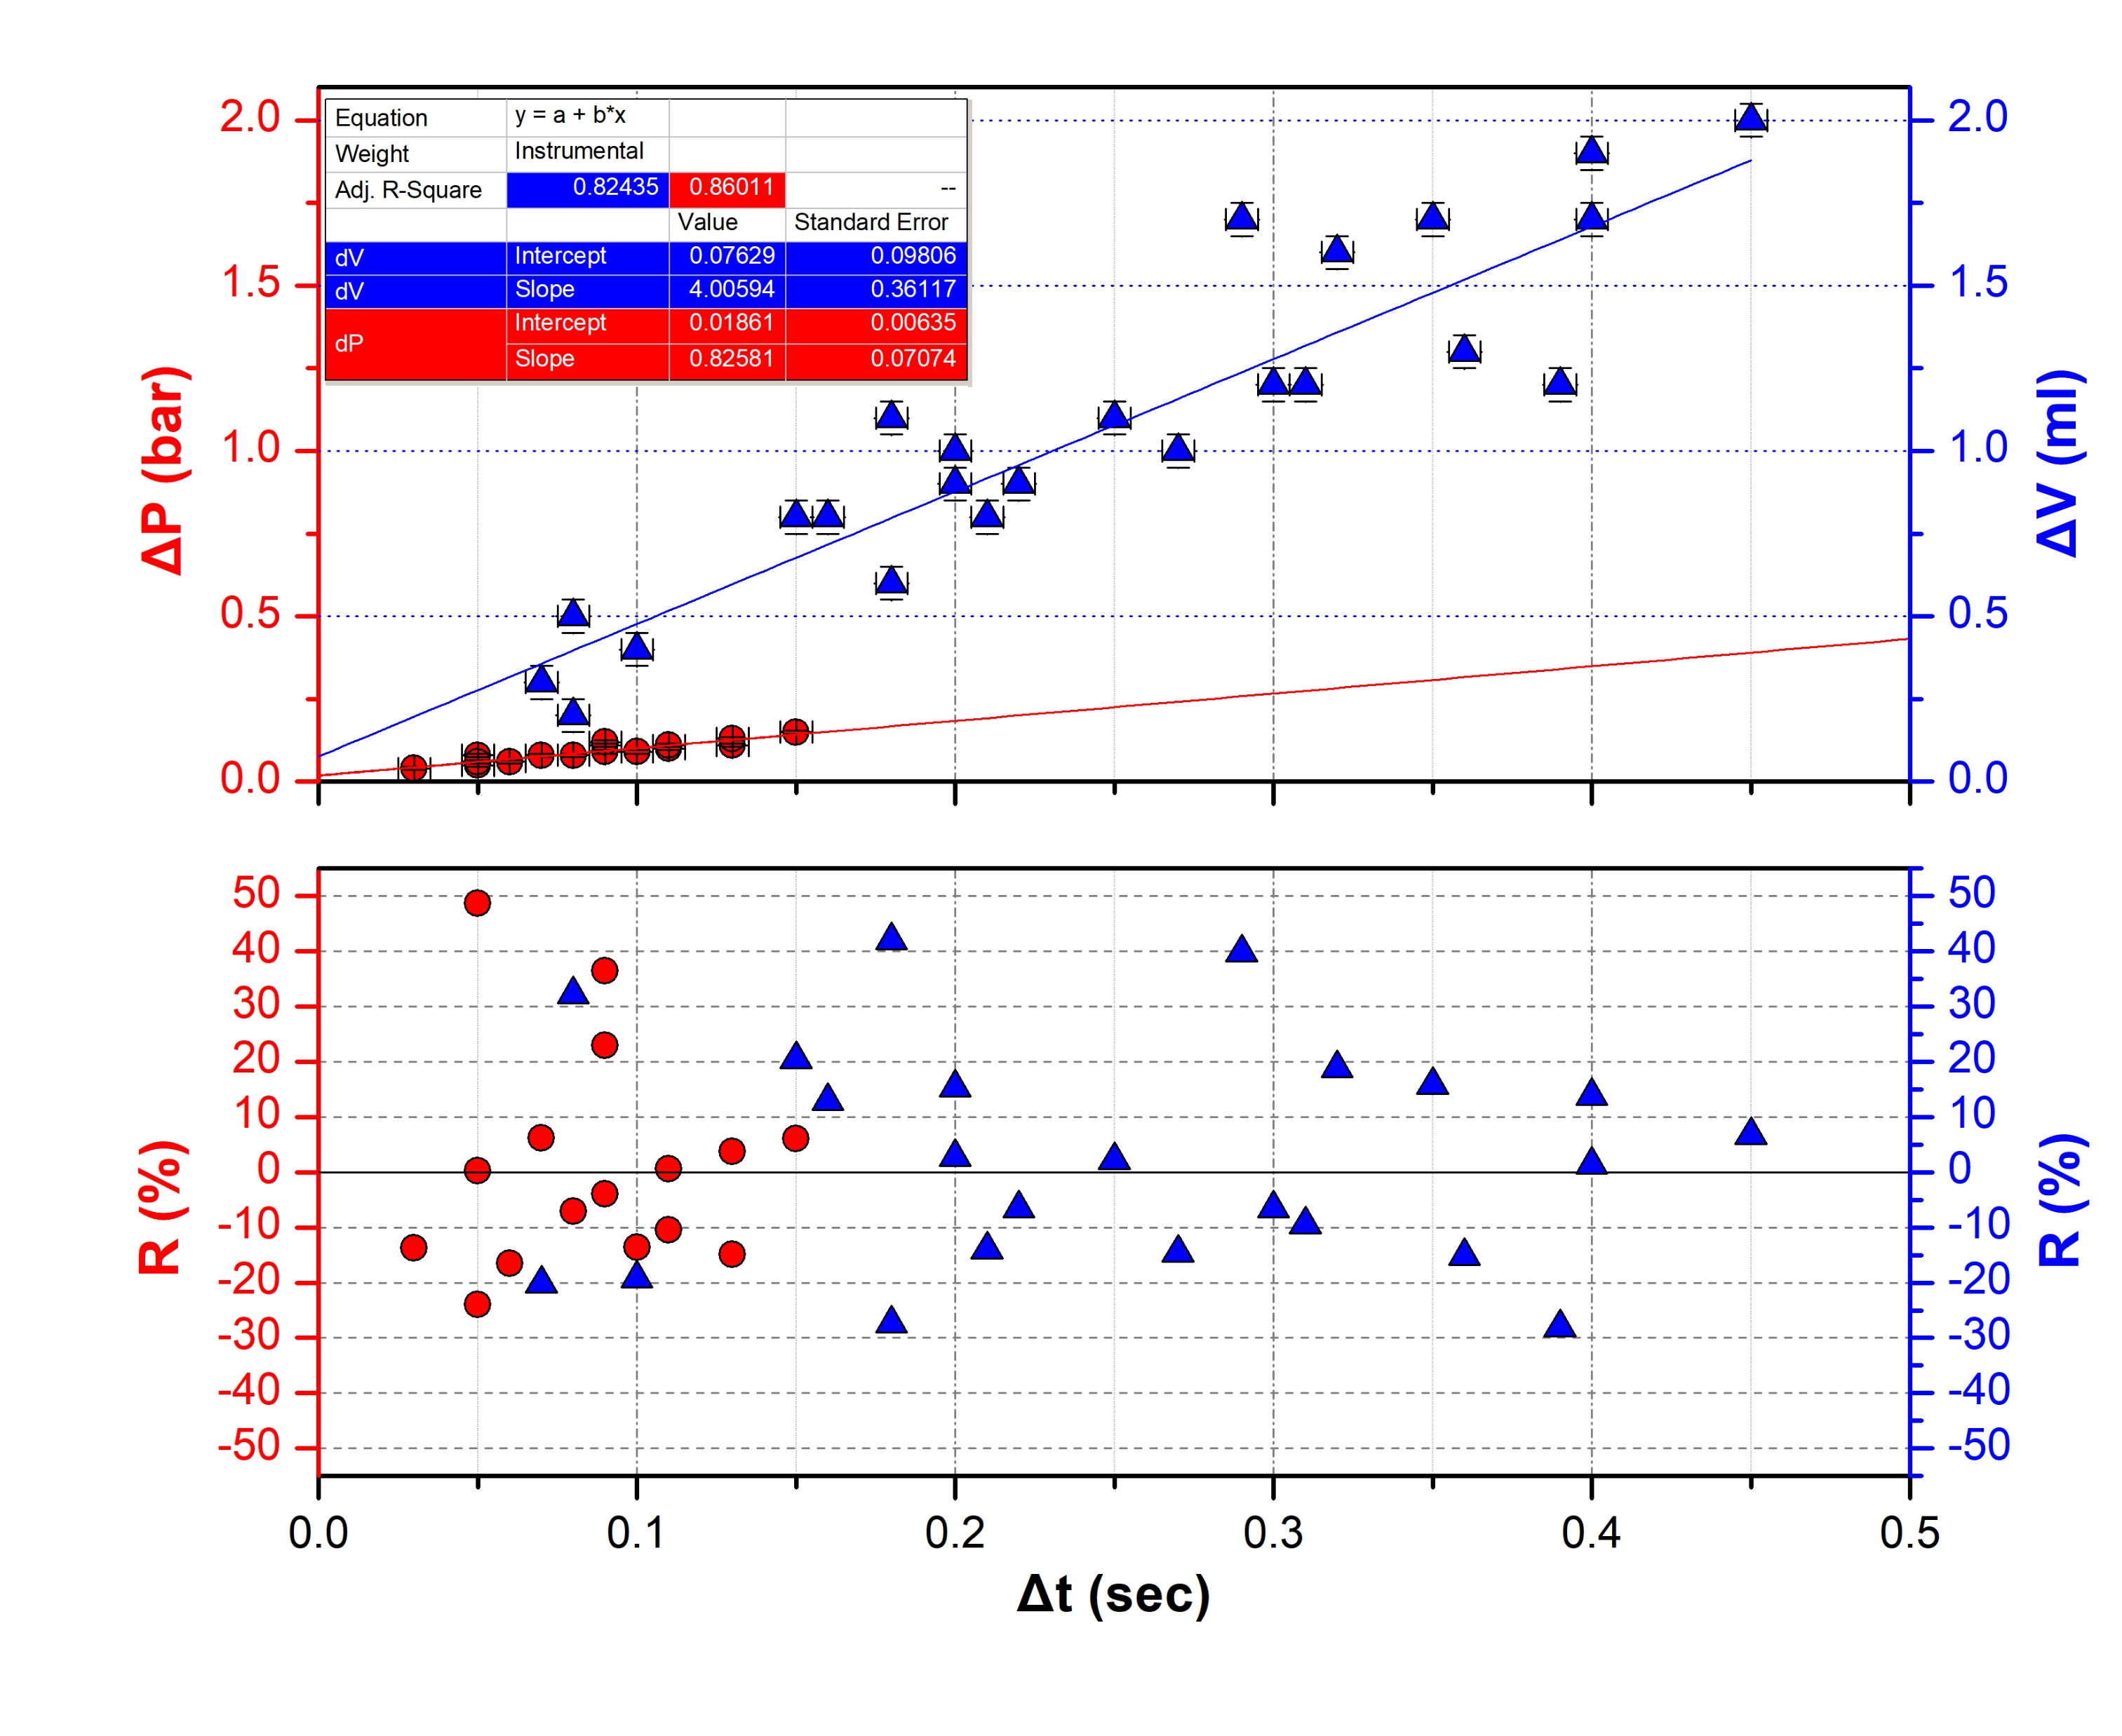 2.0
1.5
1.0
0.5
0.0
ΔP (bar)
Equation y = a + b*x
Weight Instrumental
Adj. R-Square 0.82435 0.86011 --
Value Standard Error
dV Intercept 0.07629 0.09806
dV Slope 4.00594 0.36117
dP Intercept 0.01861 0.00635
Slope 0.82581 0.07074
2.0
1.5
1.0
0.5
0.0
ΔV (ml)
50
40
30
20
10
0
-10
-20
-30
-40
-50
R (%)
50
40
30
20
10
0
-10
-20
-30
-40
-50
R (%)
0.0 0.1 0.2 0.3 0.4 0.5
Δt (sec)